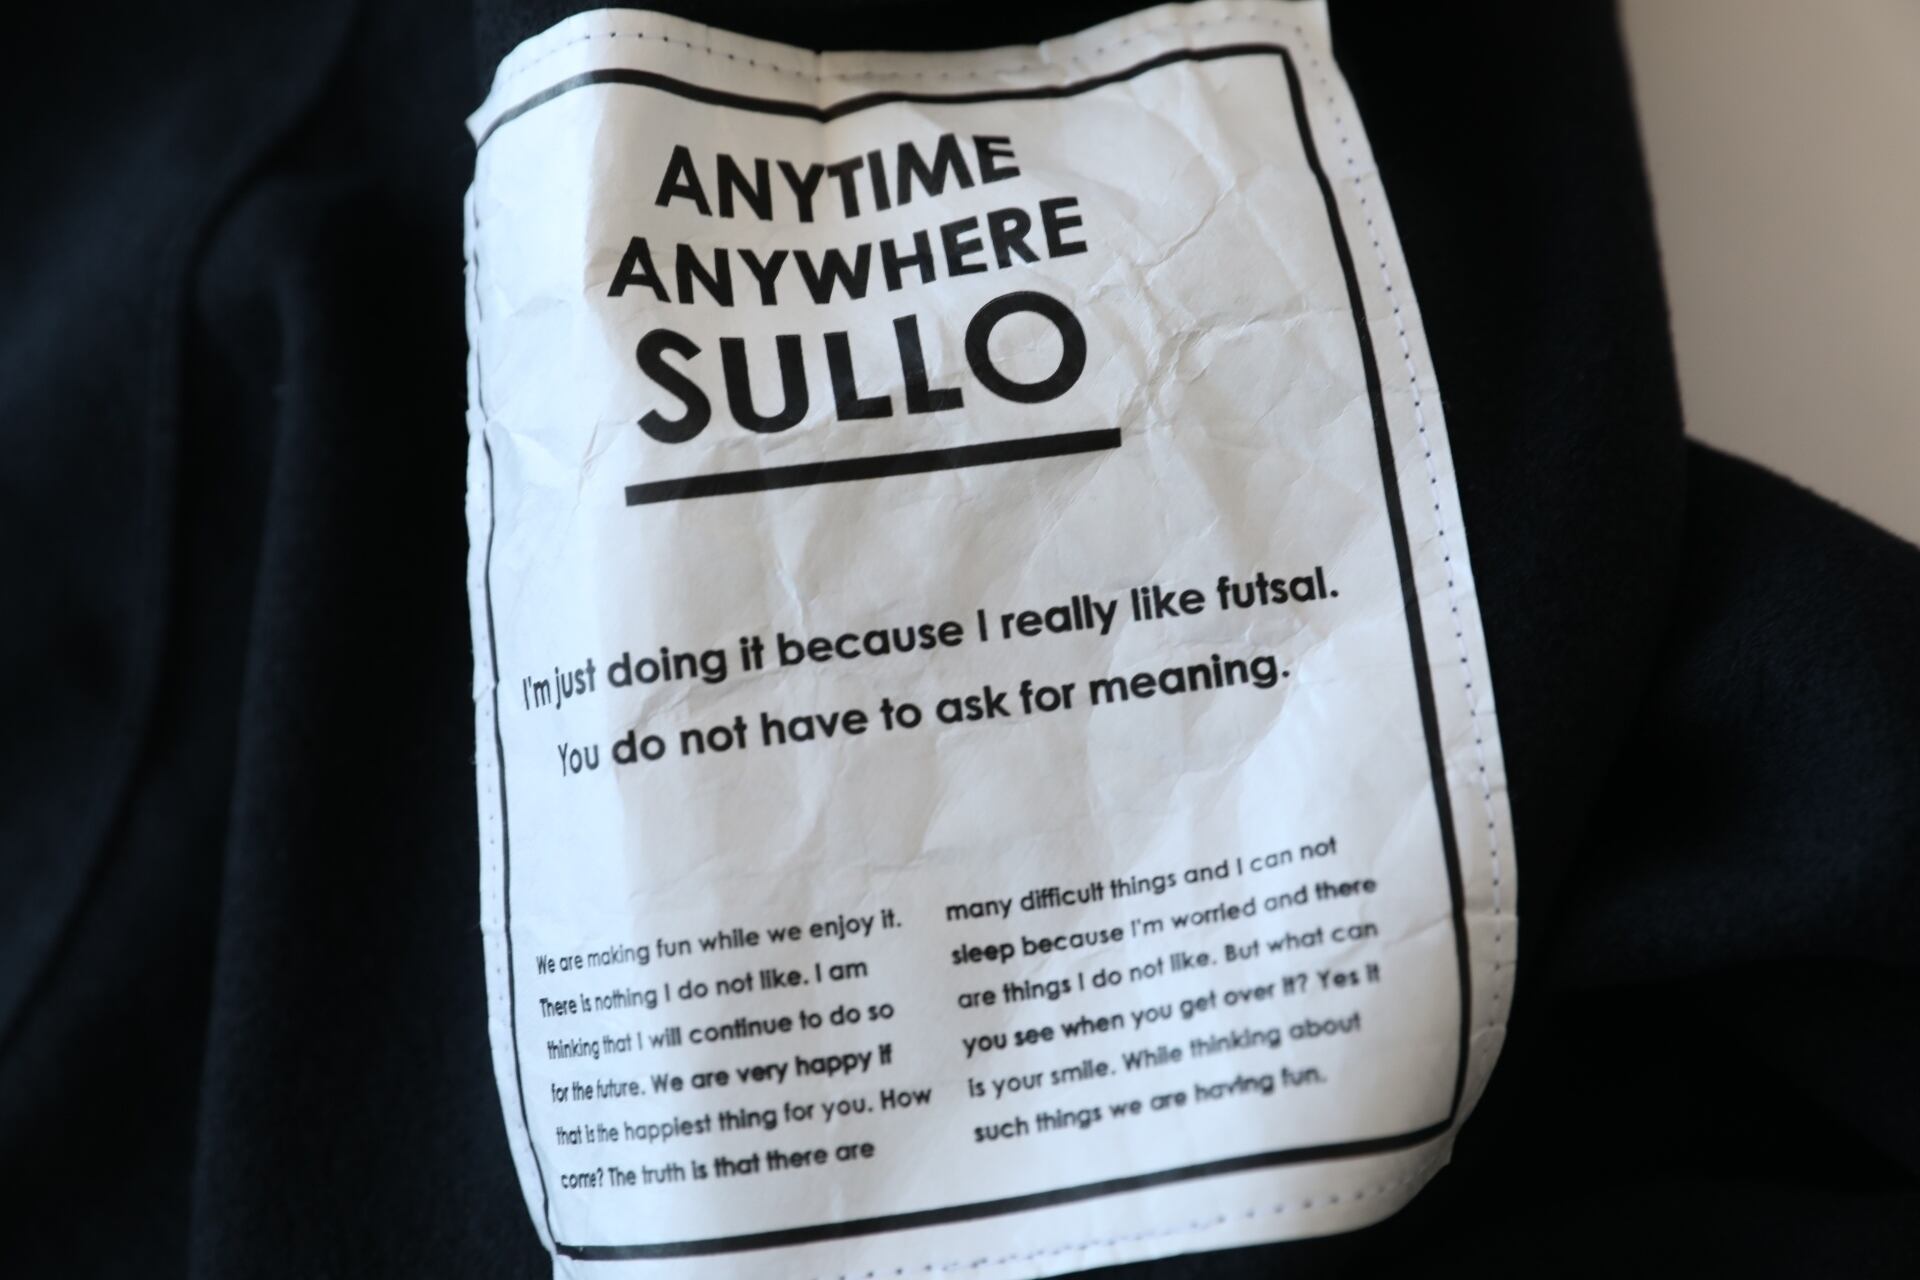 ANYTIME
ANYWHERE
SULLO
I'm just doing it because I really like futsal.
You do not have to ask for meaning.
We are making fun while we enjoy it.
There is nothing I do not like. I am
thinking that I will continue to do so
for the future. We are very happy if
that is the happiest thing for you. How
come? The truth is that there are
many difficult things and I can not
sleep because I'm worried and there
are things I do not like. But what can
you see when you get over it? Yes it
is your smile. While thinking about
such things we are having fun.